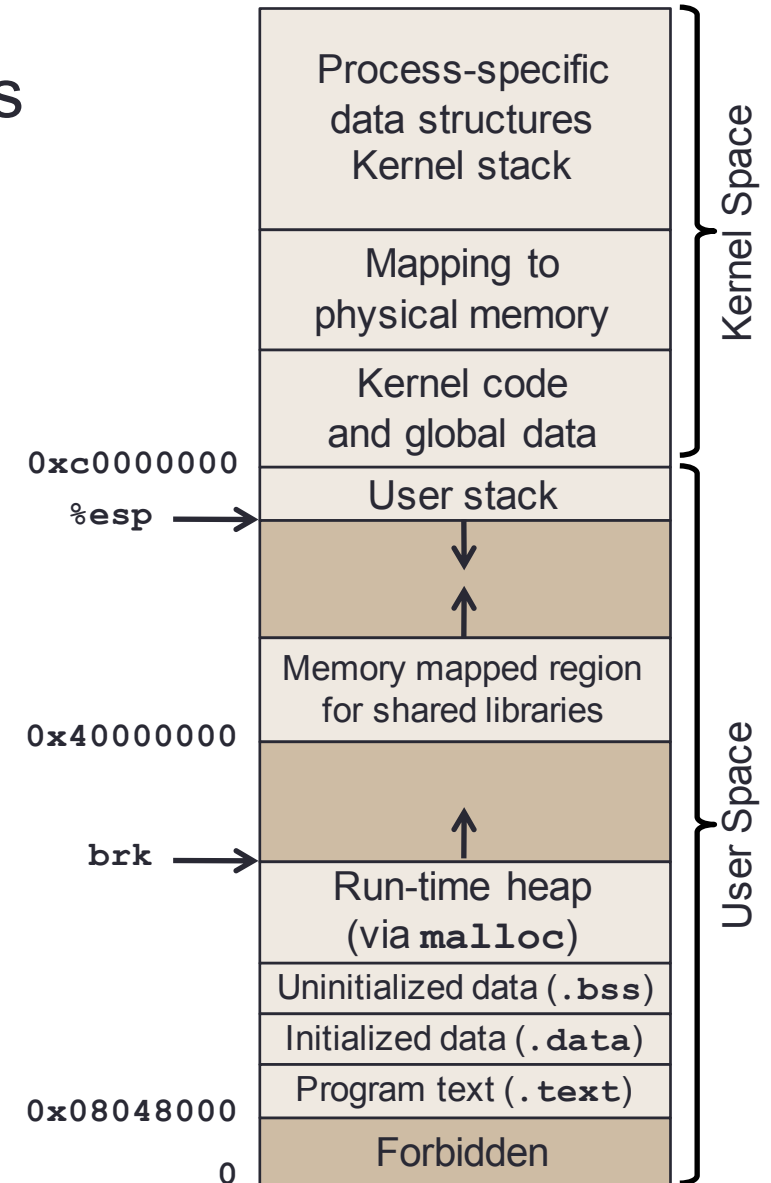 s
Process-specific
data structures
Kernel stack
Kernel Space
Mapping to
physical memory
Kernel code
and global data
0xc0000000
User stack
%esp
Memory mapped region
for shared libraries
0x40000000
User Space
brk
Run-time heap
(via malloc)
Uninitialized data (.bss)
Initialized data (.data)
Program text (.text)
0x08048000
Forbidden
0